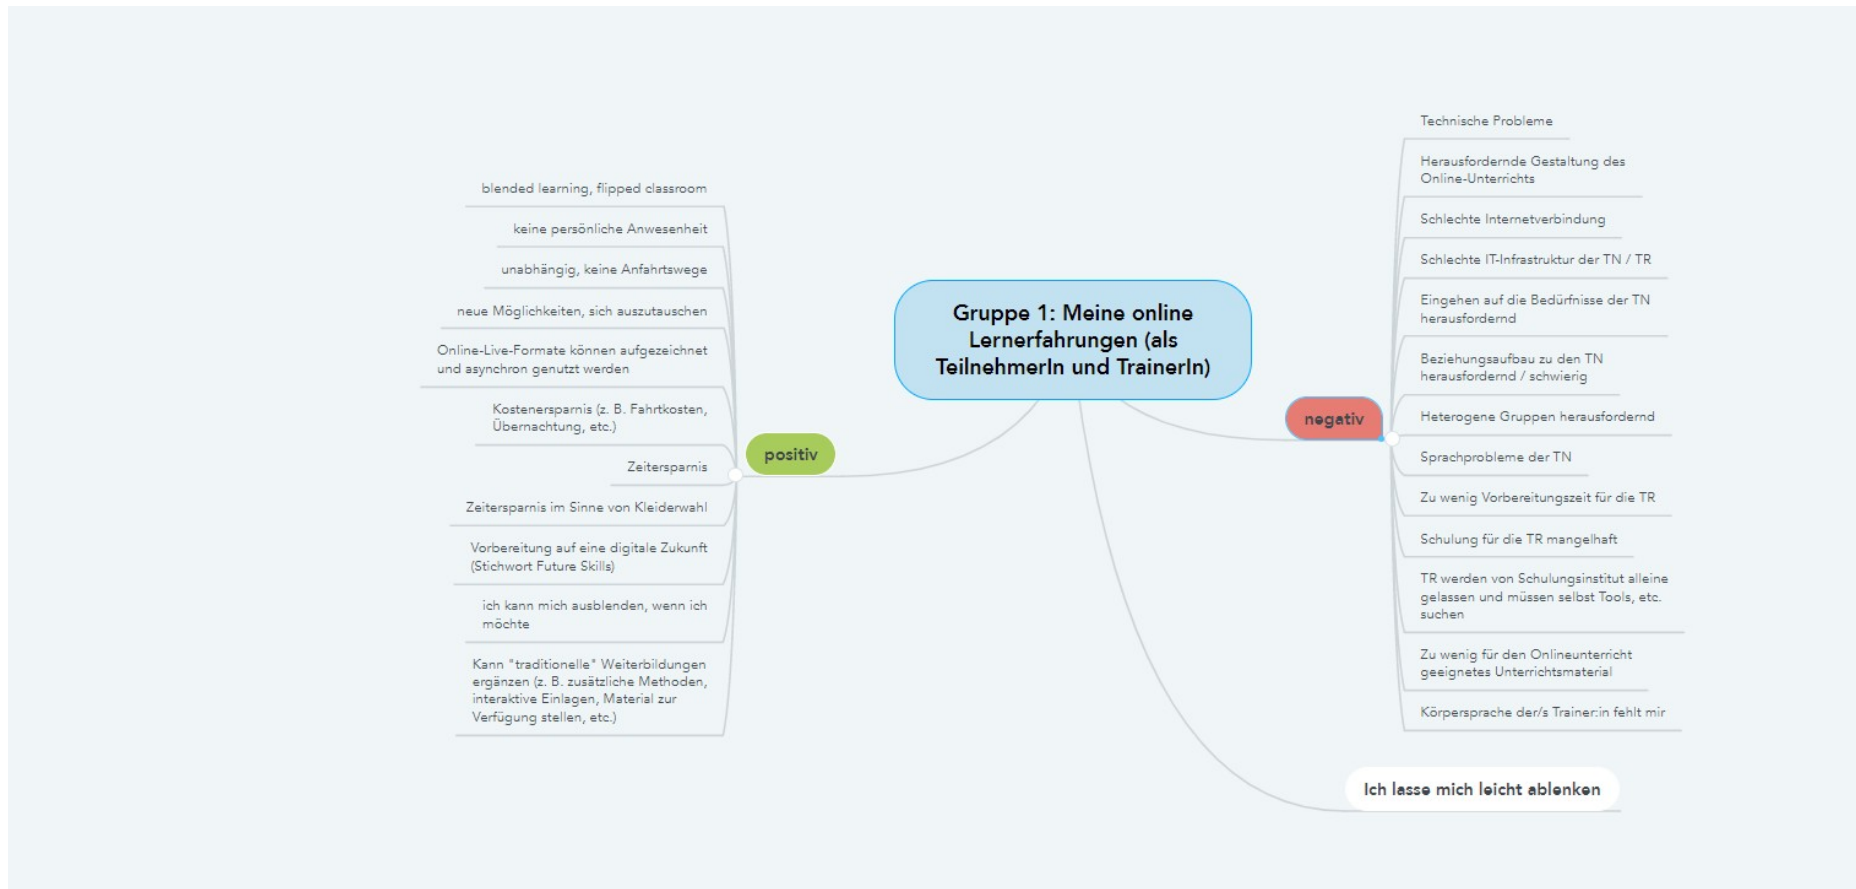 Gruppe 1: Meine online
Lernerfahrungen (als
TeilnehmerIn und TrainerIn)
positiv
blended learning, flipped classroom
keine persönliche Anwesenheit
unabhängig, keine Anfahrtswege
neue Möglichkeiten, sich auszutauschen
Online-Live-Formate können aufgezeichnet
und asynchron genutzt werden
Kostenersparnis (z. B. Fahrtkosten,
Übernachtung, etc.)
Zeitersparnis
Zeitersparnis im Sinne von Kleiderwahl
Vorbereitung auf eine digitale Zukunft
(Stichwort Future Skills)
ich kann mich ausblenden, wenn ich
möchte
Kann "traditionelle" Weiterbildungen
ergänzen (z. B. zusätzliche Methoden,
interaktive Einlagen, Material zur
Verfügung stellen, etc.)
negativ
Technische Probleme
Herausfordernde Gestaltung des
Online-Unterrichts
Schlechte Internetverbindung
Schlechte IT-Infrastruktur der TN / TR
Eingehen auf die Bedürfnisse der TN
herausfordernd
Beziehungsaufbau zu den TN
herausfordernd / schwierig
Heterogene Gruppen herausfordernd
Sprachprobleme der TN
Zu wenig Vorbereitungszeit für die TR
Schulung für die TR mangelhaft
TR werden von Schulungsinstitut alleine
gelassen und müssen selbst Tools, etc.
suchen
Zu wenig für den Onlineunterricht
geeignetes Unterrichtsmaterial
Körpersprache der/s Trainer:in fehlt mir
Ich lasse mich leicht ablenken